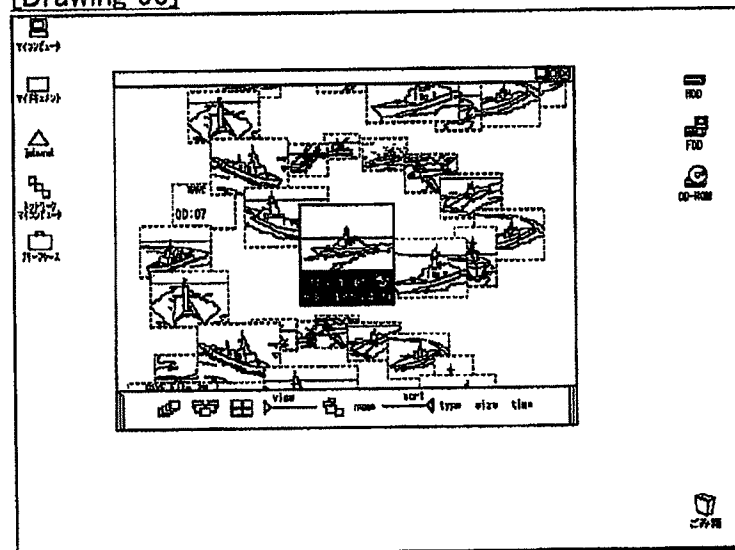 [Drawing
マイコンピュータ
マイドキュメント
ネットワーク
マイコンピュータ
ブリーフケース
HDD
FDD
CD-ROM
00:07
view
name
sort
type size time
ごみ箱